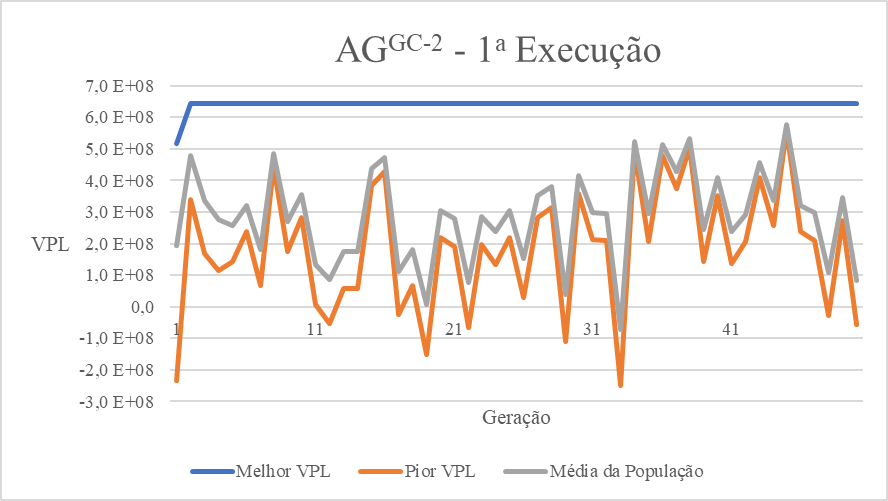 AGGC-2 - 1ª Execução
7,0 E+08
6,0 E+08
5,0 E+08
4,0 E+08
3,0 E+08
2,0 E+08
1,0 E+08
0,0
-1,0 E+08
-2,0 E+08
-3,0 E+08
VPL
1 11 21 31 41
Geração
Melhor VPL Pior VPL Média da População